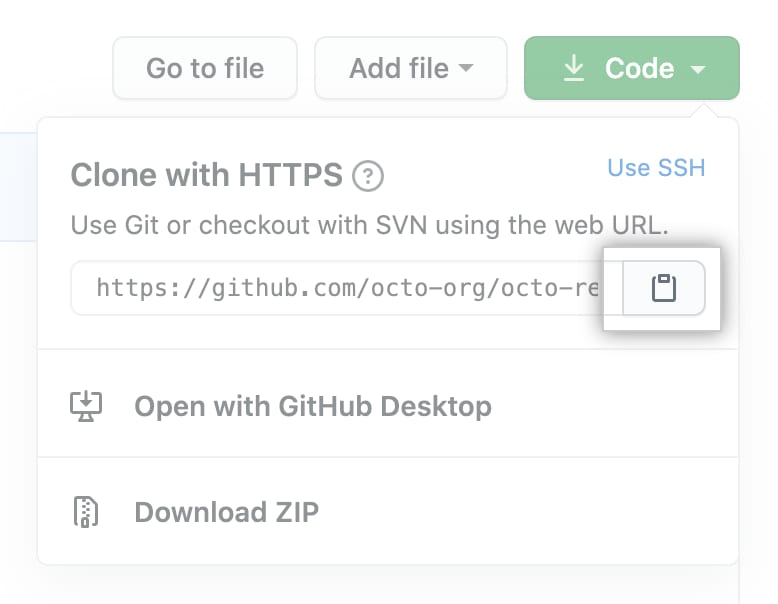 Go to file Add file Code
Clone with HTTPS ?
Use SSH
Use Git or checkout with SVN using the web URL.
https://github.com/octo-org/octo-re
Open with GitHub Desktop
Download ZIP